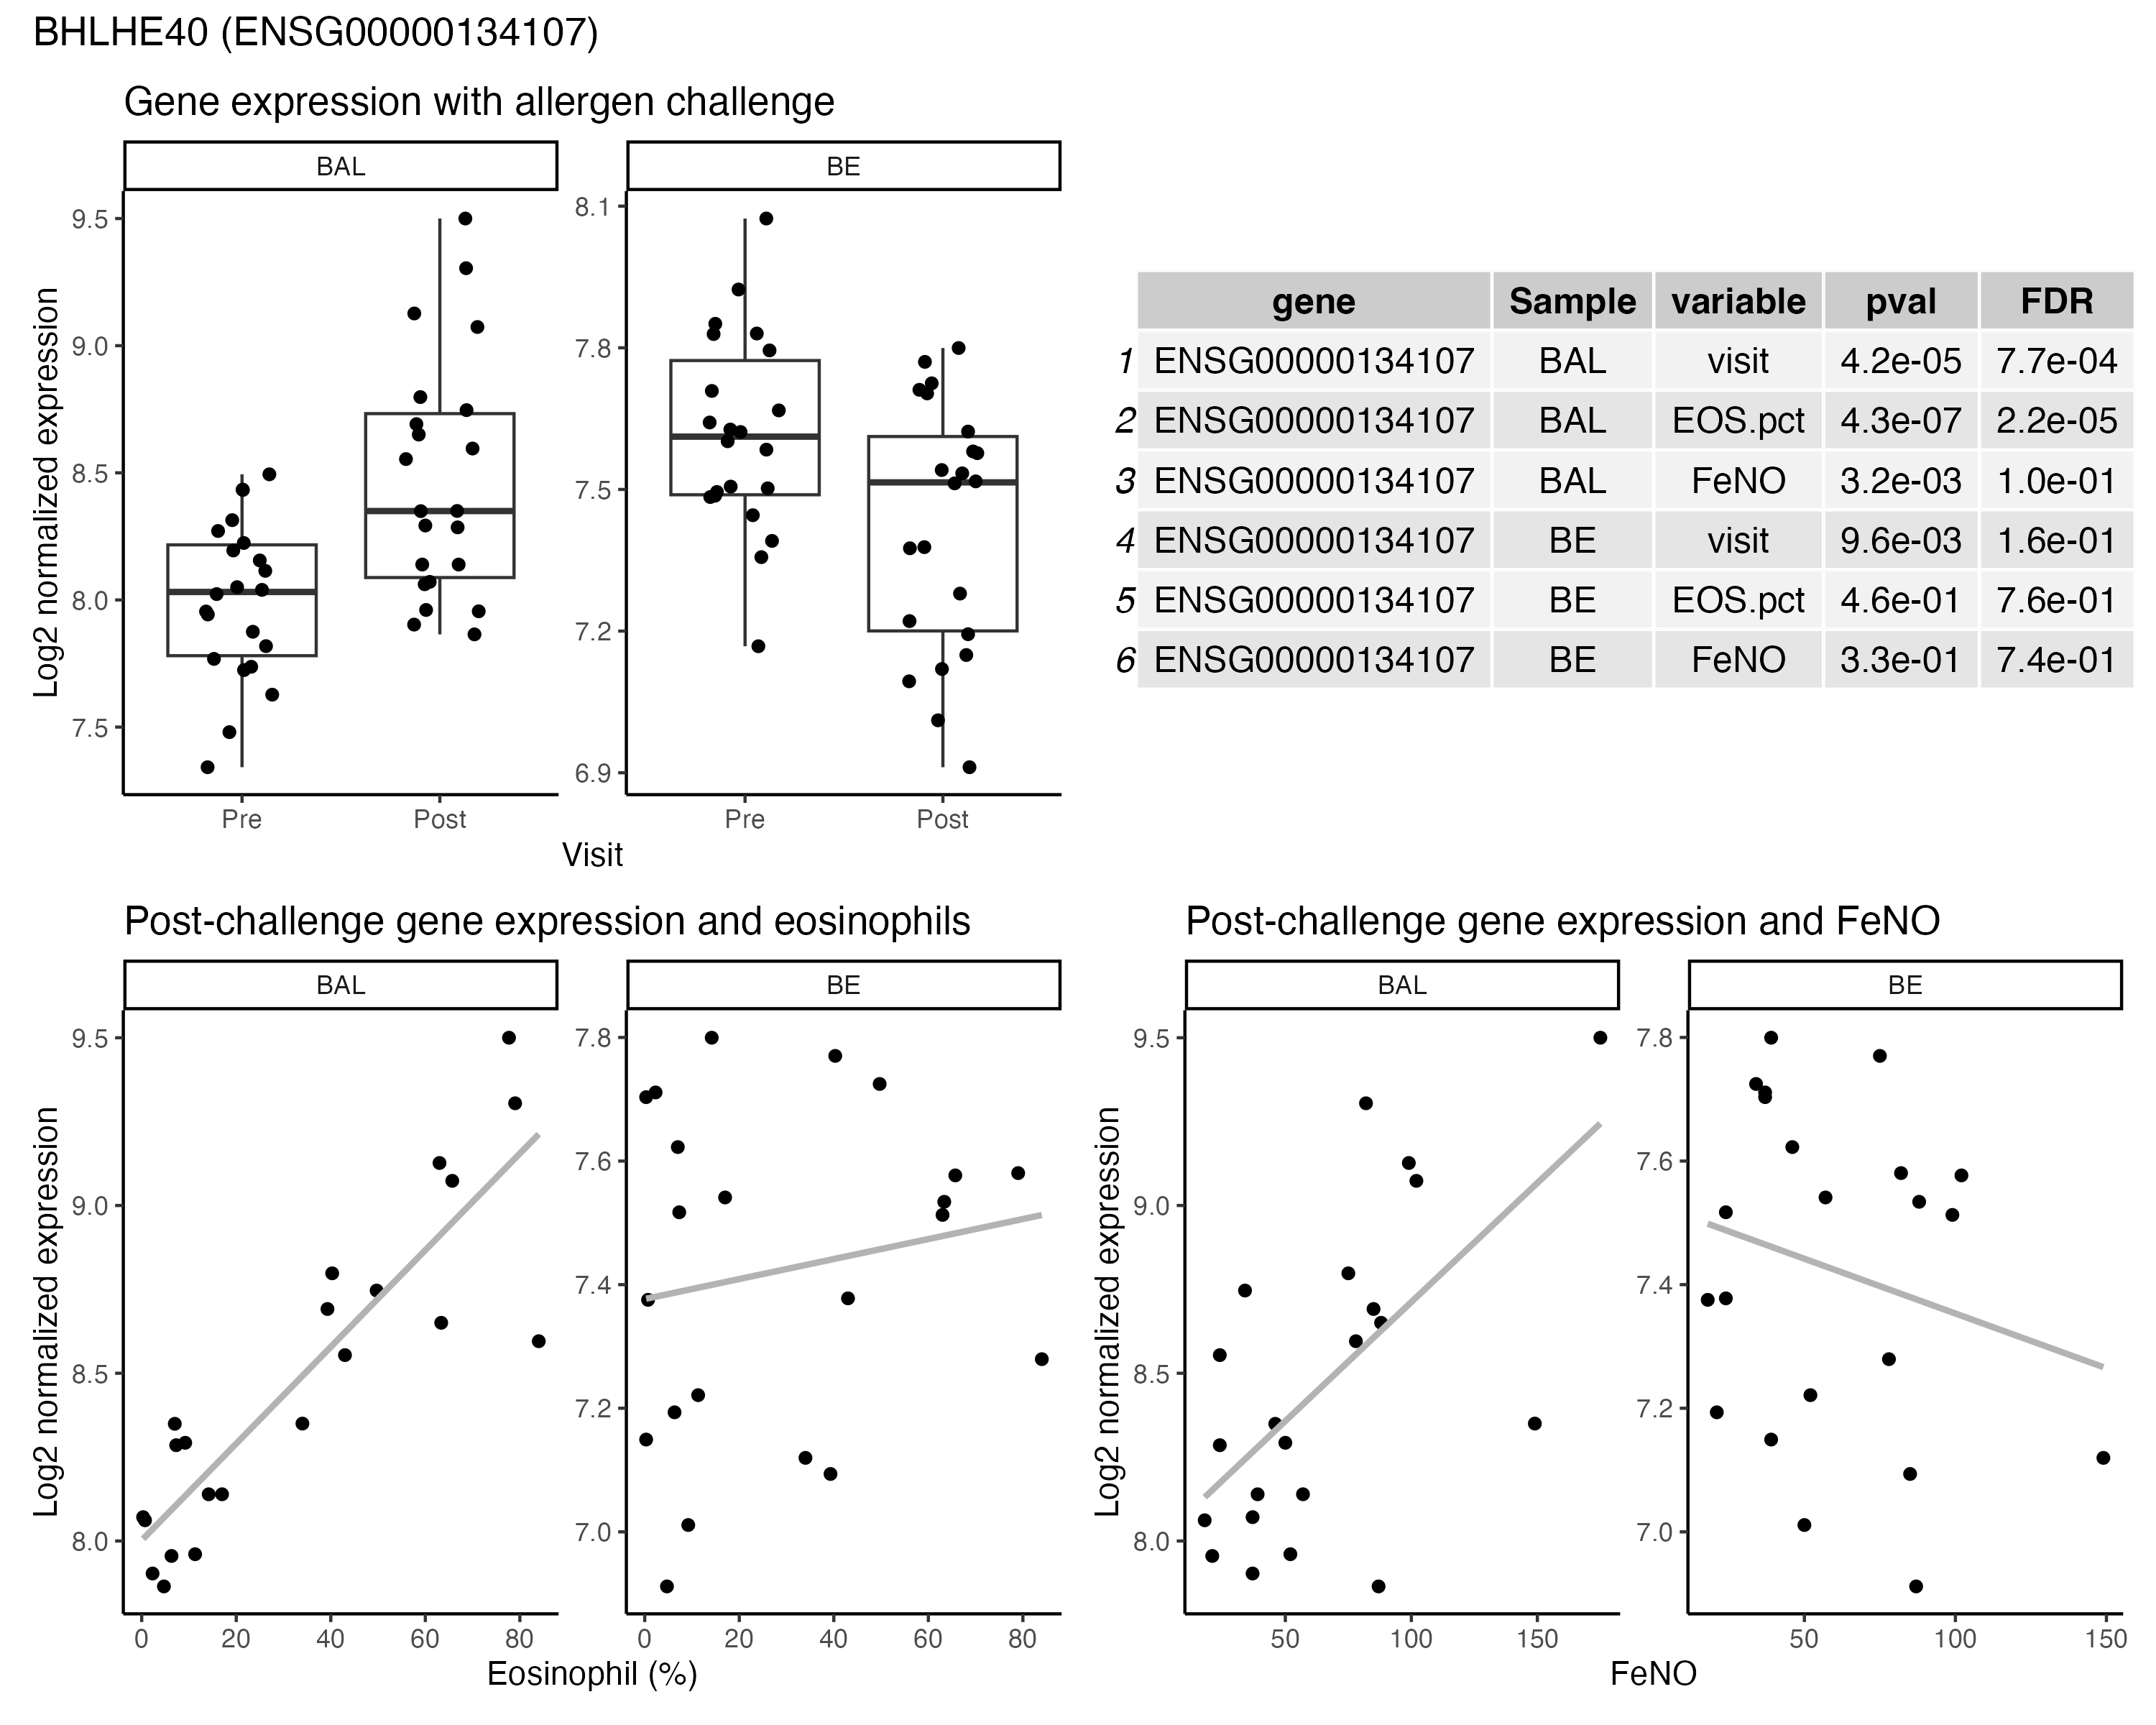 BHLHE40 (ENSG00000134107)
Gene expression with allergen challenge
BAL
BE
Log2 normalized expression
9.5
9.0
8.5
8.0
7.5
8.1
7.8
7.5
7.2
6.9
Pre Post
Pre Post
Visit
gene Sample variable pval FDR
1 ENSG00000134107 BAL visit 4.2e-05 7.7e-04
2 ENSG00000134107 BAL EOS.pct 4.3e-07 2.2e-05
3 ENSG00000134107 BAL FeNO 3.2e-03 1.0e-01
4 ENSG00000134107 BE visit 9.6e-03 1.6e-01
5 ENSG00000134107 BE EOS.pct 4.6e-01 7.6e-01
6 ENSG00000134107 BE FeNO 3.3e-01 7.4e-01
Post-challenge gene expression and eosinophils
BAL
BE
Log2 normalized expression
9.5
9.0
8.5
8.0
7.8
7.6
7.4
7.2
7.0
0 20 40 60 80
0 20 40 60 80
Eosinophil (%)
Post-challenge gene expression and FeNO
BAL
BE
Log2 normalized expression
9.5
9.0
8.5
8.0
7.8
7.6
7.4
7.2
7.0
50 100 150
50 100 150
FeNO